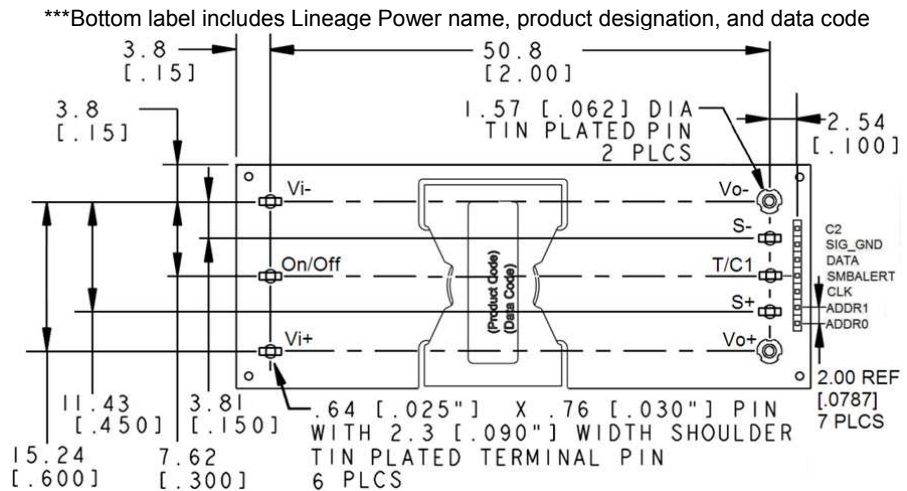 ***Bottom label includes Lineage Power name, product designation, and data code
3.8
[.15]
50.8
[2.00]
3.8
[.15]
1.57 [.062] DIA
TIN PLATED PIN
2 PLCS
2.54
[.100]
Vi-
Vo-
S-
C2
SIG_GND
DATA
On/Off
T/C1
SMBALERT
CLK
S+
ADDR1
ADDR0
Vi+
Vo+
(Product Code)
(Data Code)
2.00 REF
[.0787]
7 PLCS
11.43
[.450]
3.81
[.150]
.64 [.025"] X .76 [.030"] PIN
WITH 2.3 [.090"] WIDTH SHOULDER
TIN PLATED TERMINAL PIN
6 PLCS
15.24
[.600]
7.62
[.300]